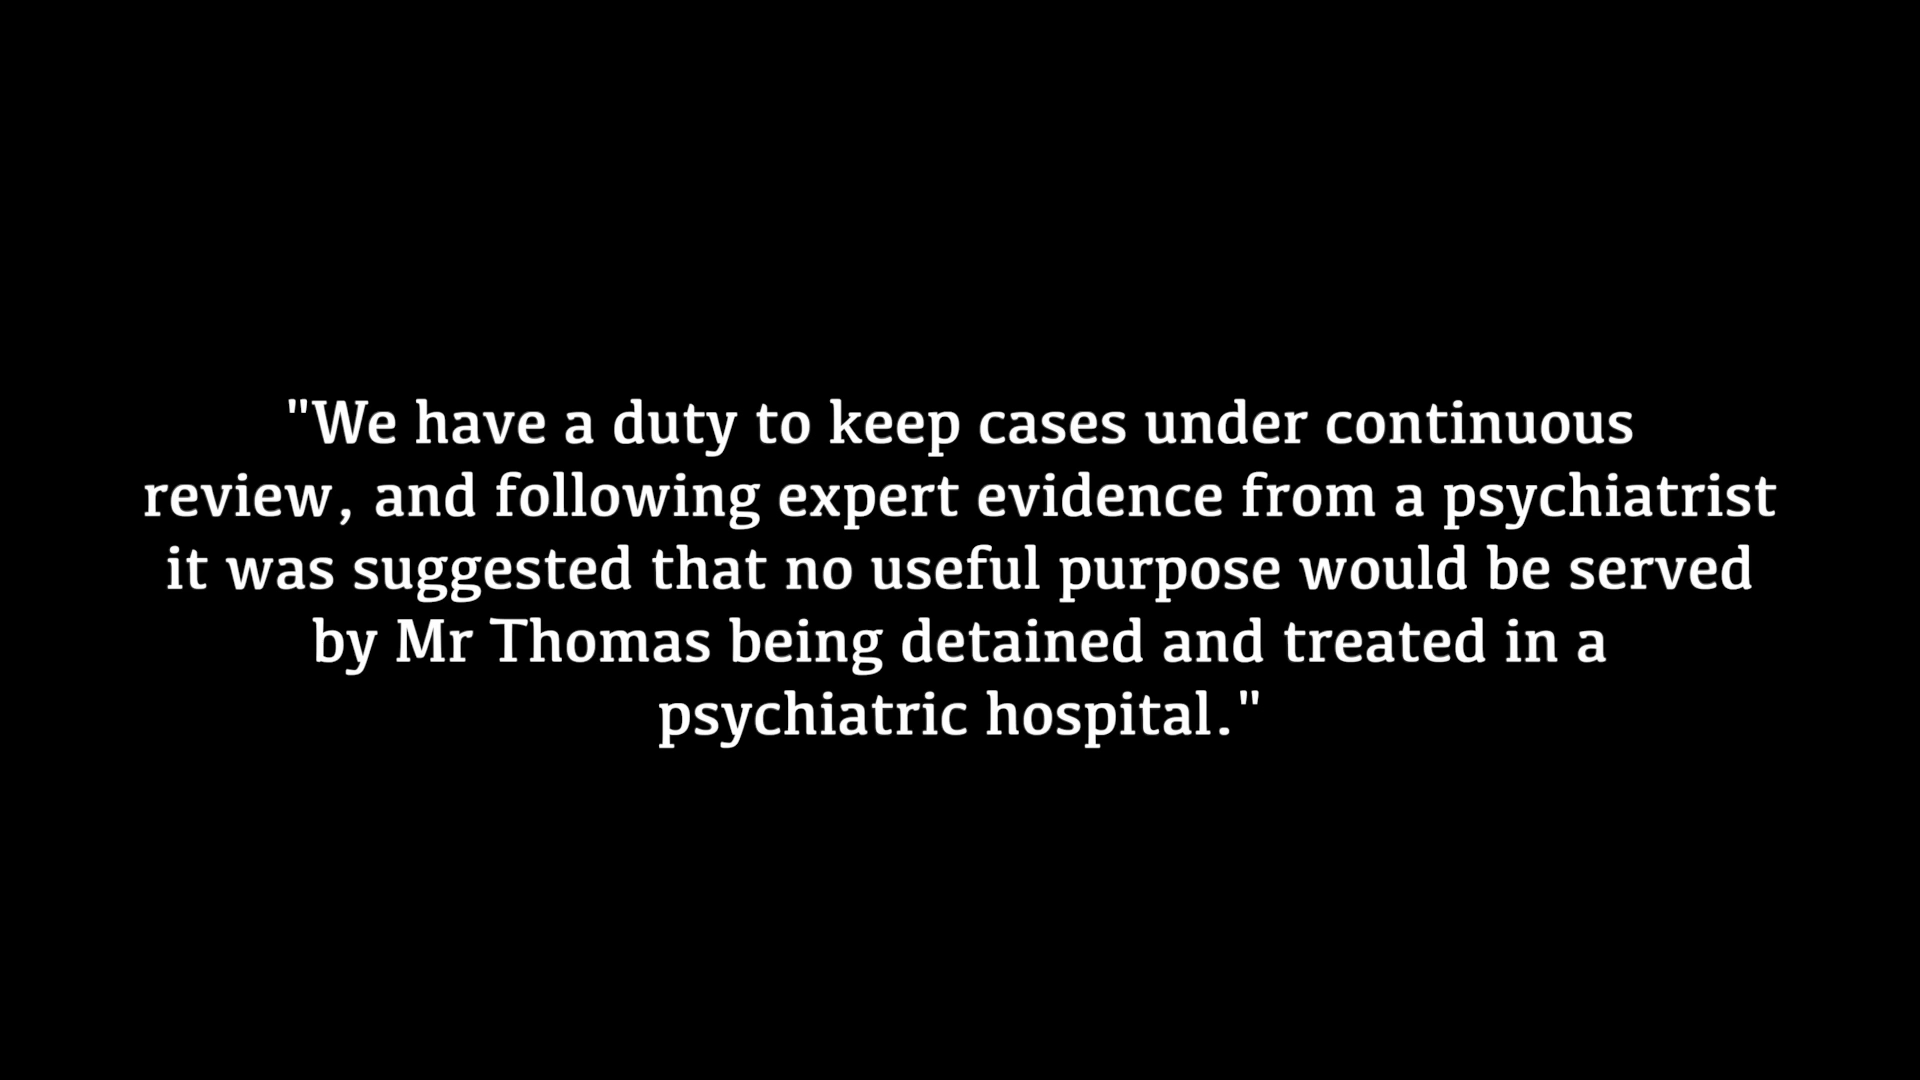 "We have a duty to keep cases under continuous
review, and following expert evidence from a psychiatrist
it was suggested that no useful purpose would be served
by Mr Thomas being detained and treated in a
psychiatric hospital."